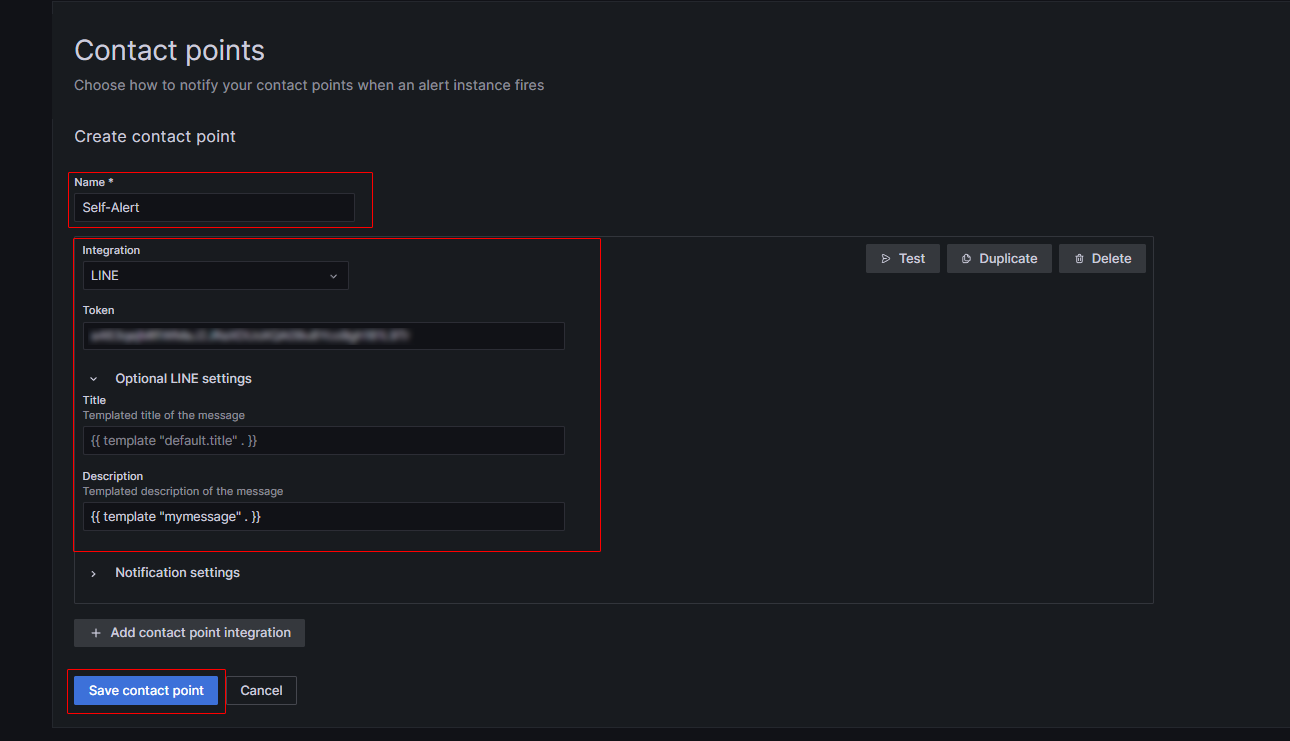 Contact points
Choose how to notify your contact points when an alert instance fires
Create contact point
Name *
Self-Alert
Integration
LINE
Test
Duplicate
Delete
Token
Optional LINE settings
Title
Templated title of the message
{{ template "default.title" . }}
Description
Templated description of the message
{{ template "mymessage" . }}
Notification settings
Add contact point integration
Save contact point
Cancel